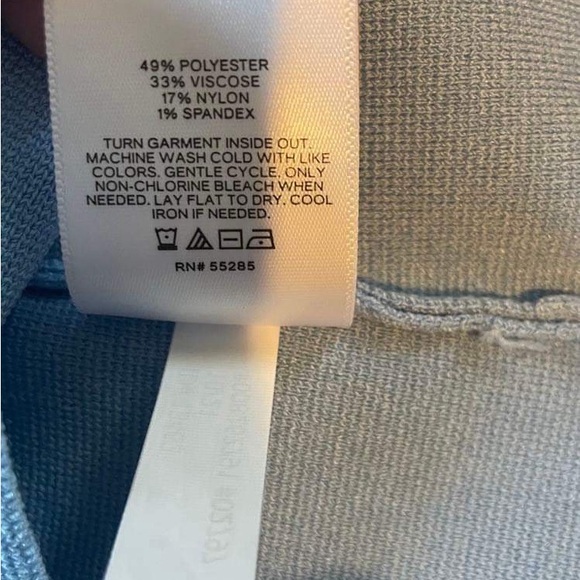 49% POLYESTER
33% VISCOSE
17% NYLON
1% SPANDEX
TURN GARMENT INSIDE OUT.
MACHINE WASH COLD WITH LIKE
COLORS. GENTLE CYCLE. ONLY
NON-CHLORINE BLEACH WHEN
NEEDED. LAY FLAT TO DRY. COOL
IRON IF NEEDED.
RN# 55285